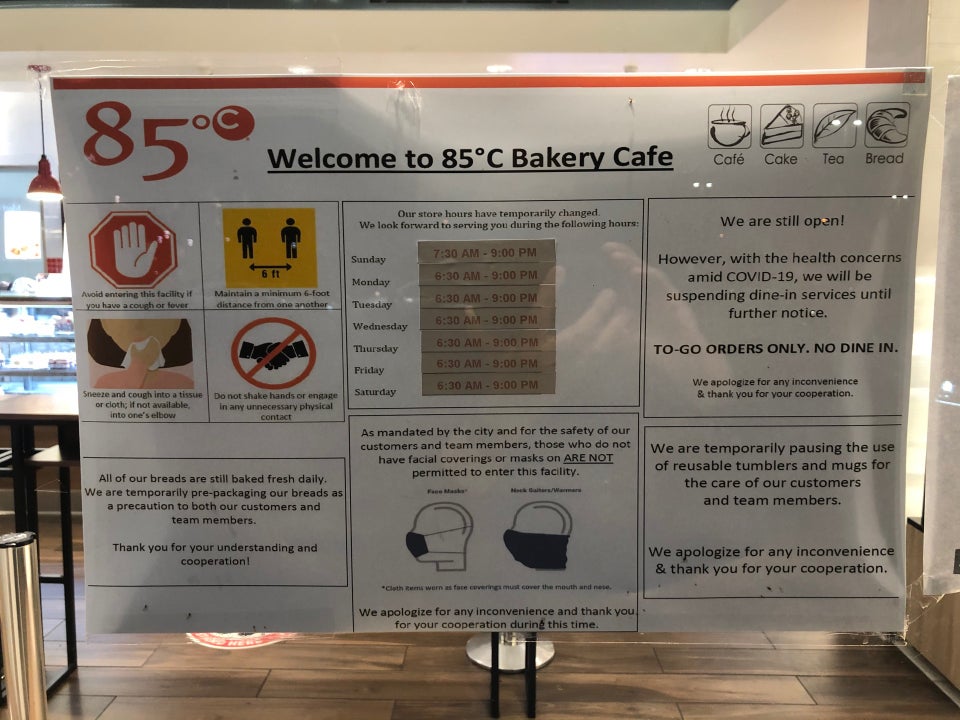 85°C
Welcome to 85°C Bakery Cafe
Café
Cake
Tea
Bread
6 ft
Avoid entering this facility if
you have a cough or fever
Maintain a minimum 6-foot
distance from one another
Sneeze and cough into a tissue
or cloth; if not available,
into one's elbow
Do not shake hands or engage
in any unnecessary physical
contact
All of our breads are still baked fresh daily.
We are temporarily pre-packaging our breads as
a precaution to both our customers and
team members.
Thank you for your understanding and
cooperation!
Our store hours have temporarily changed.
We look forward to serving you during the following hours:
Sunday 7:30 AM - 9:00 PM
Monday 6:30 AM - 9:00 PM
Tuesday 6:30 AM - 9:00 PM
Wednesday 6:30 AM - 9:00 PM
Thursday 6:30 AM - 9:00 PM
Friday 6:30 AM - 9:00 PM
Saturday 6:30 AM - 9:00 PM
As mandated by the city and for the safety of our
customers and team members, those who do not
have facial coverings or masks on ARE NOT
permitted to enter this facility.
Face Masks*
Neck Gaiters/Warmers
*Cloth items worn as face coverings must cover the mouth and nose.
We apologize for any inconvenience and thank you
for your cooperation during this time.
We are still open!
However, with the health concerns
amid COVID-19, we will be
suspending dine-in services until
further notice.
TO-GO ORDERS ONLY. NO DINE IN.
We apologize for any inconvenience
& thank you for your cooperation.
We are temporarily pausing the use
of reusable tumblers and mugs for
the care of our customers
and team members.
We apologize for any inconvenience
& thank you for your cooperation.